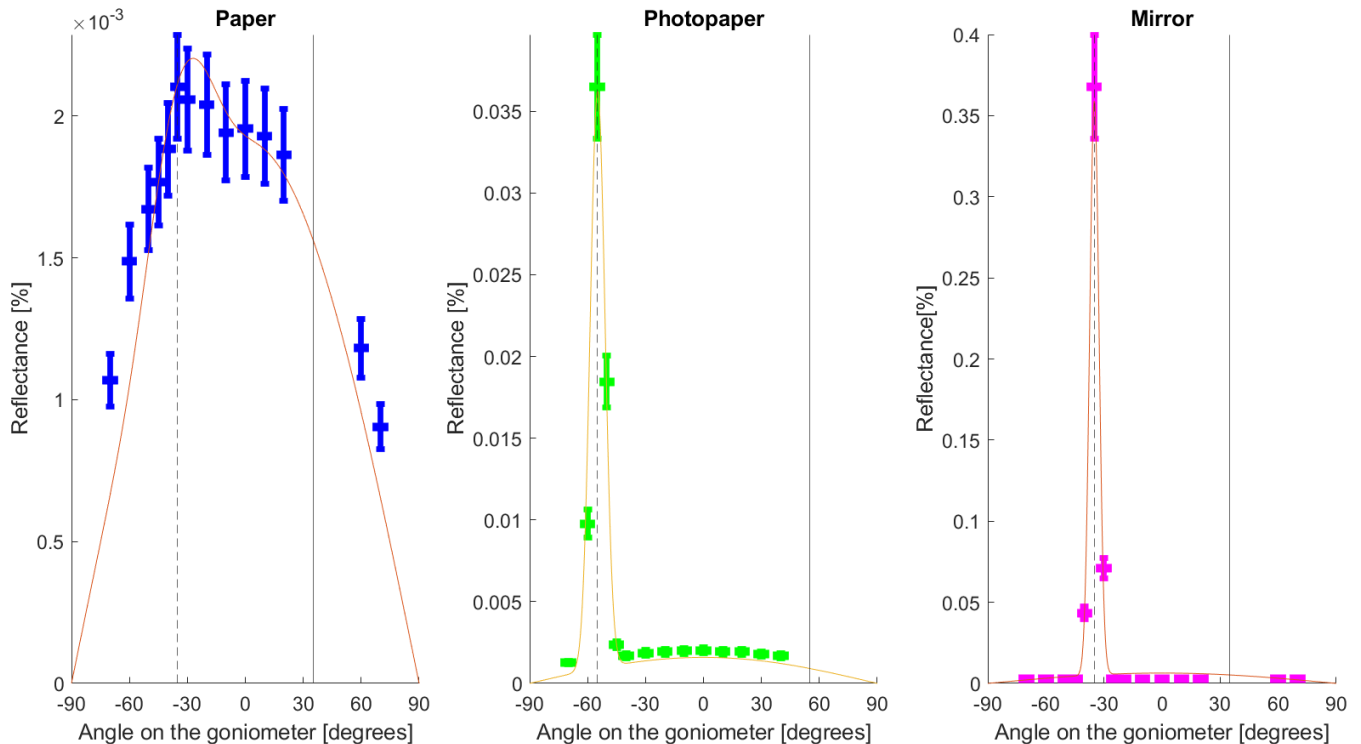 Paper
×10⁻³
2
1.5
1
0.5
0
-90 -60 -30 0 30 60 90
Angle on the goniometer [degrees]
Reflectance [%]
Photopaper
0.035
0.03
0.025
0.02
0.015
0.01
0.005
0
-90 -60 -30 0 30 60 90
Angle on the goniometer [degrees]
Reflectance [%]
Mirror
0.4
0.35
0.3
0.25
0.2
0.15
0.1
0.05
0
-90 -60 -30 0 30 60 90
Angle on the goniometer [degrees]
Reflectance[%]